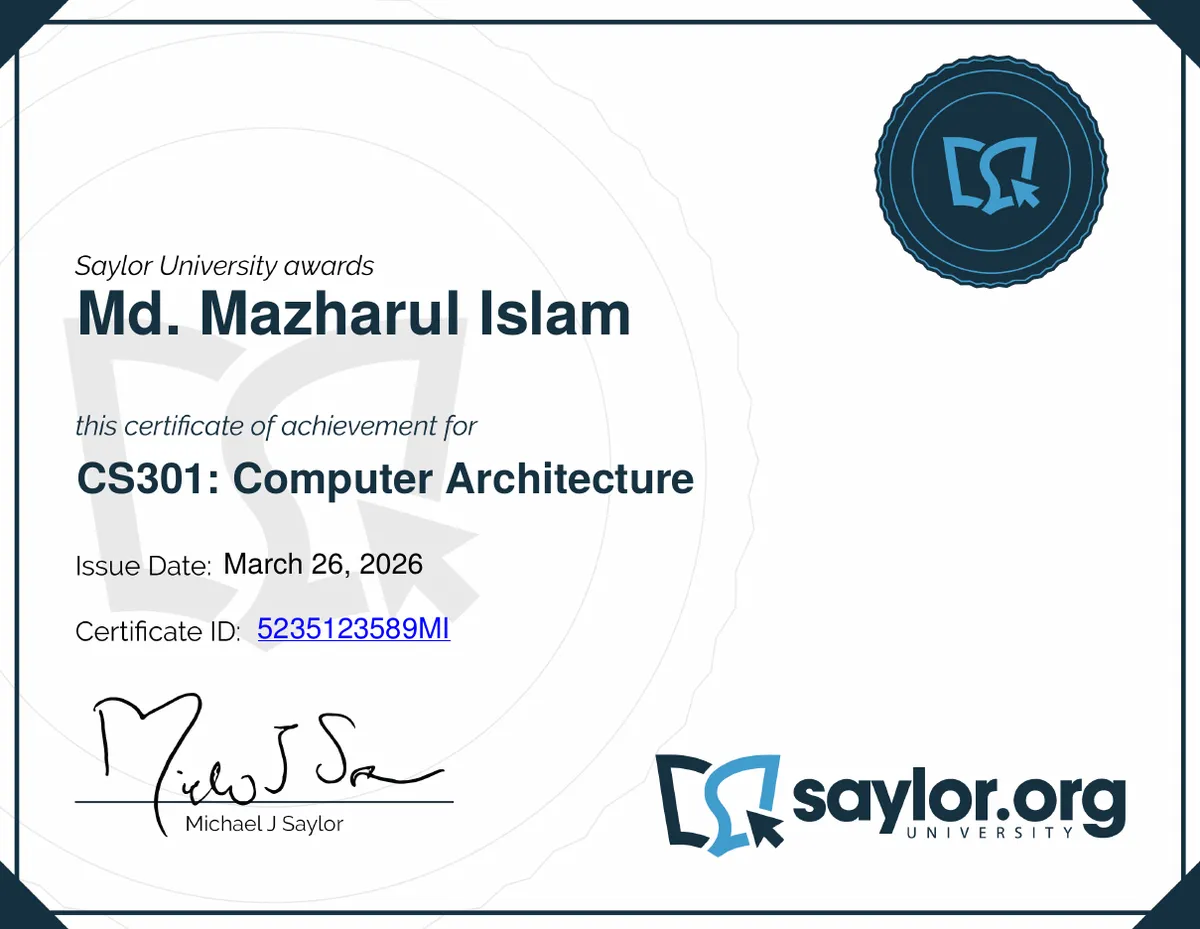 Saylor University awards
Md. Mazharul Islam
this certificate of achievement for
CS301: Computer Architecture
Issue Date: March 26, 2026
Certificate ID: 5235123589MI
Michael J Saylor
saylor.org
UNIVERSITY